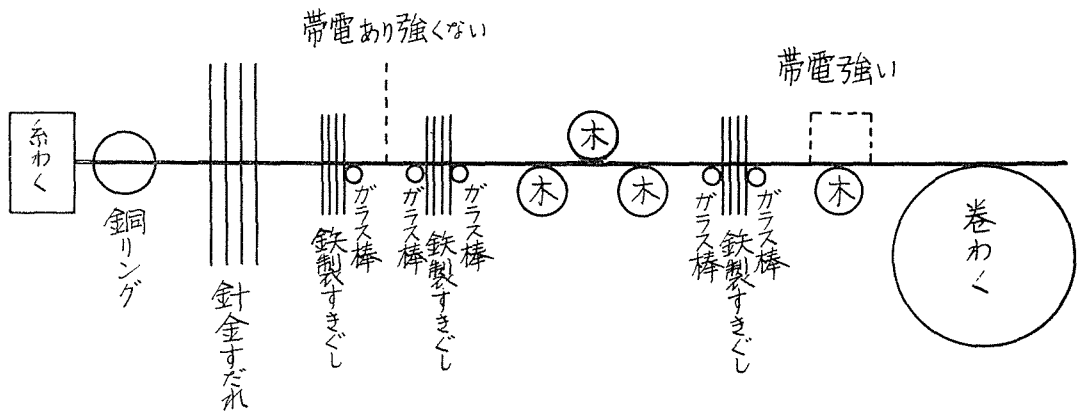 帯電あり強くない
帯電強い
糸わく
銅リング
針金すだれ
鉄製すきぐし
ガラス棒
ガラス棒
鉄製すきぐし
ガラス棒
木
木
木
ガラス棒
鉄製すきぐし
ガラス棒
木
巻わく